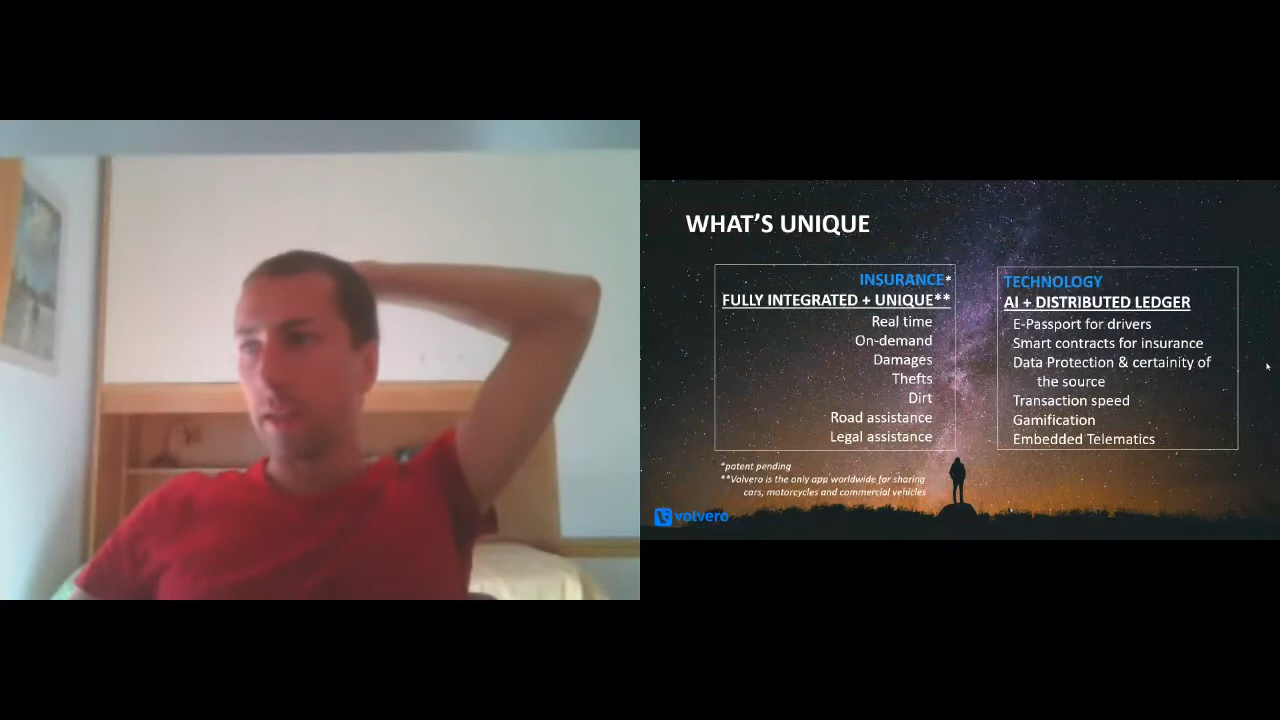 WHAT'S UNIQUE
INSURANCE*
FULLY INTEGRATED + UNIQUE**
Real time
On-demand
Damages
Thefts
Dirt
Road assistance
Legal assistance
TECHNOLOGY
AI + DISTRIBUTED LEDGER
E-Passport for drivers
Smart contracts for insurance
Data Protection & certainity of
the source
Transaction speed
Gamification
Embedded Telematics
*patent pending
**Volvero is the only app worldwide for sharing
cars, motorcycles and commercial vehicles
volvero